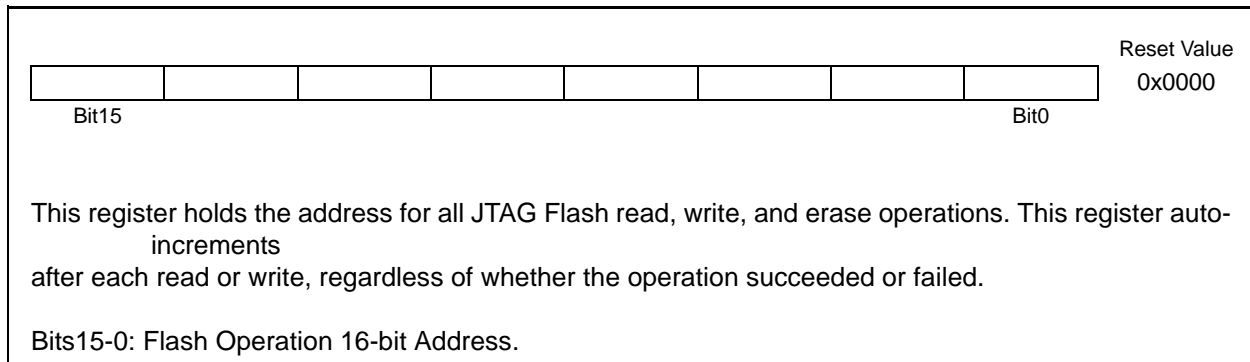 Reset Value
0x0000
Bit15 Bit0
This register holds the address for all JTAG Flash read, write, and erase operations. This register auto-
increments
after each read or write, regardless of whether the operation succeeded or failed.
Bits15-0: Flash Operation 16-bit Address.